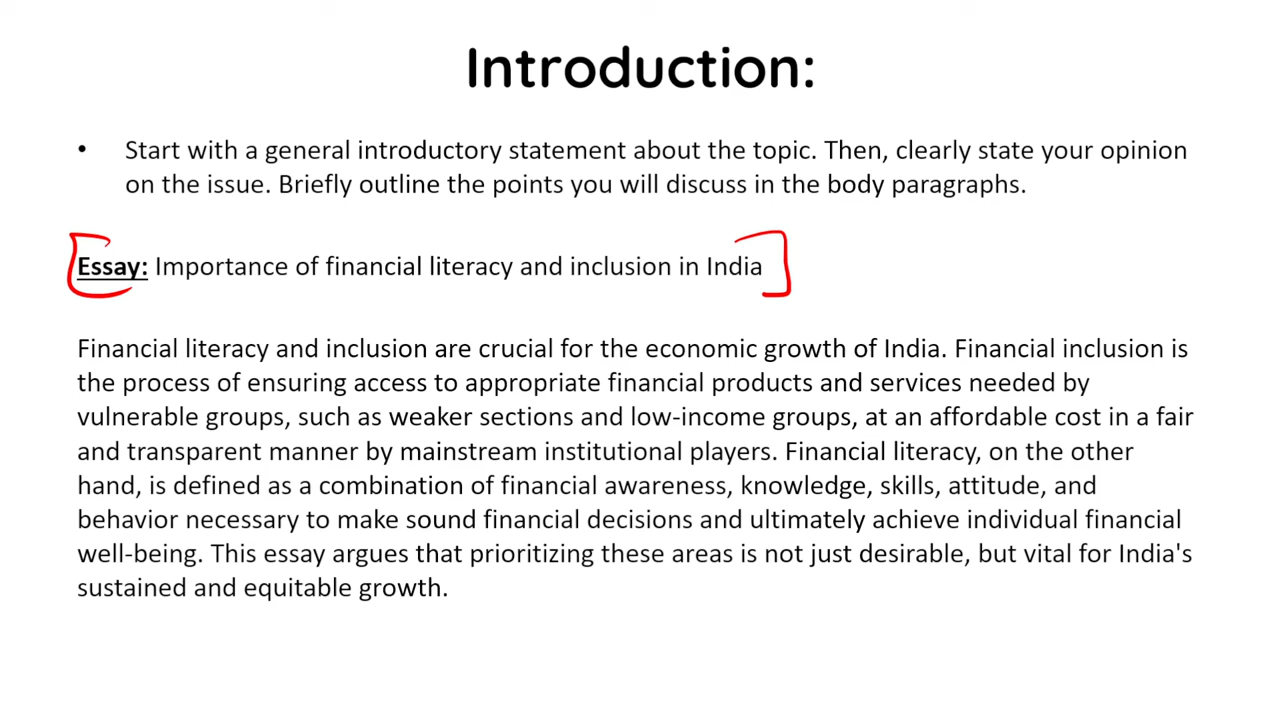 Introduction:
• Start with a general introductory statement about the topic. Then, clearly state your opinion
on the issue. Briefly outline the points you will discuss in the body paragraphs.
Essay: Importance of financial literacy and inclusion in India
Financial literacy and inclusion are crucial for the economic growth of India. Financial inclusion is
the process of ensuring access to appropriate financial products and services needed by
vulnerable groups, such as weaker sections and low-income groups, at an affordable cost in a fair
and transparent manner by mainstream institutional players. Financial literacy, on the other
hand, is defined as a combination of financial awareness, knowledge, skills, attitude, and
behavior necessary to make sound financial decisions and ultimately achieve individual financial
well-being. This essay argues that prioritizing these areas is not just desirable, but vital for India's
sustained and equitable growth.